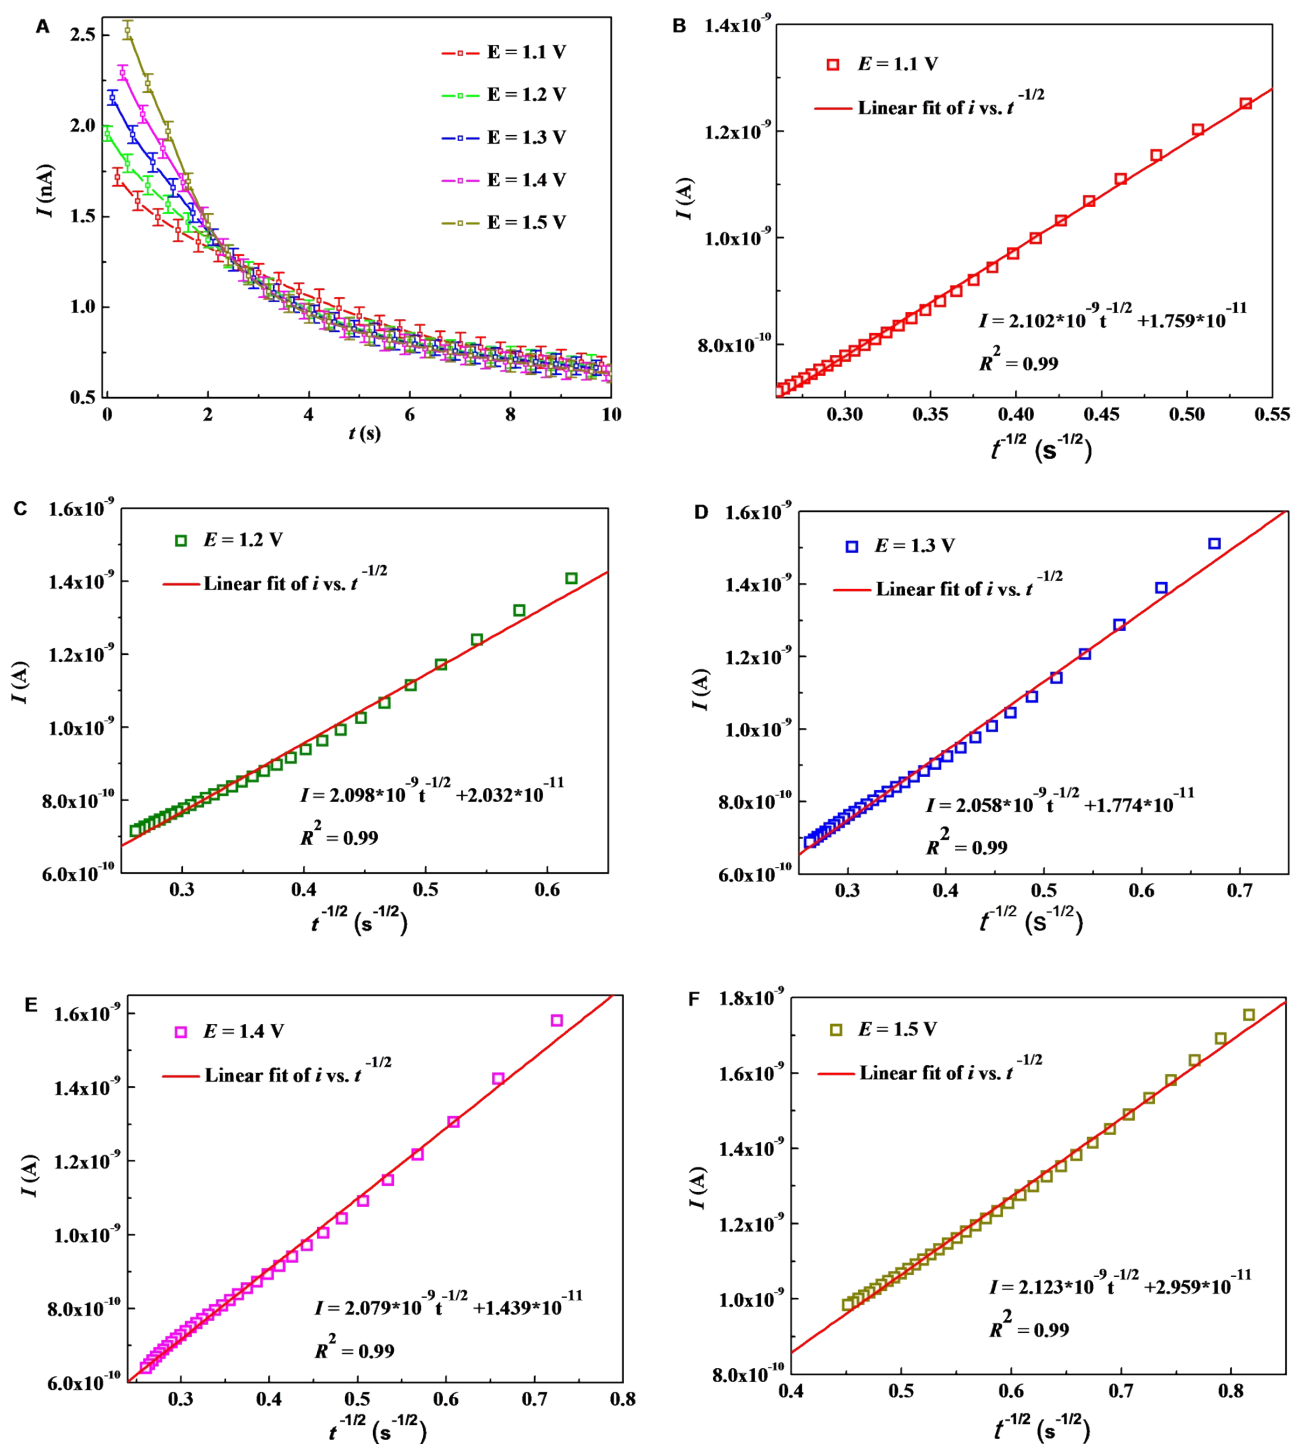 A
E = 1.1 V
E = 1.2 V
E = 1.3 V
E = 1.4 V
E = 1.5 V
I (nA)
2.5
2.0
1.5
1.0
0.5
0 2 4 6 8 10
t (s)
B
E = 1.1 V
Linear fit of i vs. t -1/2
I (A)
1.4x10-9
1.2x10-9
1.0x10-9
8.0x10-10
I = 2.102*10-9t-1/2 +1.759*10-11
R2 = 0.99
0.30 0.35 0.40 0.45 0.50 0.55
t-1/2 (s-1/2)
C
E = 1.2 V
Linear fit of i vs. t -1/2
I (A)
1.6x10-9
1.4x10-9
1.2x10-9
1.0x10-9
8.0x10-10
6.0x10-10
I = 2.098*10-9t-1/2 +2.032*10-11
R2 = 0.99
0.3 0.4 0.5 0.6
t-1/2 (s-1/2)
D
E = 1.3 V
Linear fit of i vs. t -1/2
I (A)
1.6x10-9
1.4x10-9
1.2x10-9
1.0x10-9
8.0x10-10
6.0x10-10
I = 2.058*10-9t-1/2 +1.774*10-11
R2 = 0.99
0.3 0.4 0.5 0.6 0.7
t-1/2 (s-1/2)
E
E = 1.4 V
Linear fit of i vs. t -1/2
I (A)
1.6x10-9
1.4x10-9
1.2x10-9
1.0x10-9
8.0x10-10
6.0x10-10
I = 2.079*10-9t-1/2 +1.439*10-11
R2 = 0.99
0.3 0.4 0.5 0.6 0.7 0.8
t-1/2 (s-1/2)
F
E = 1.5 V
Linear fit of i vs. t -1/2
I (A)
1.8x10-9
1.6x10-9
1.4x10-9
1.2x10-9
1.0x10-9
8.0x10-10
I = 2.123*10-9t-1/2 +2.959*10-11
R2 = 0.99
0.4 0.5 0.6 0.7 0.8
t-1/2 (s-1/2)